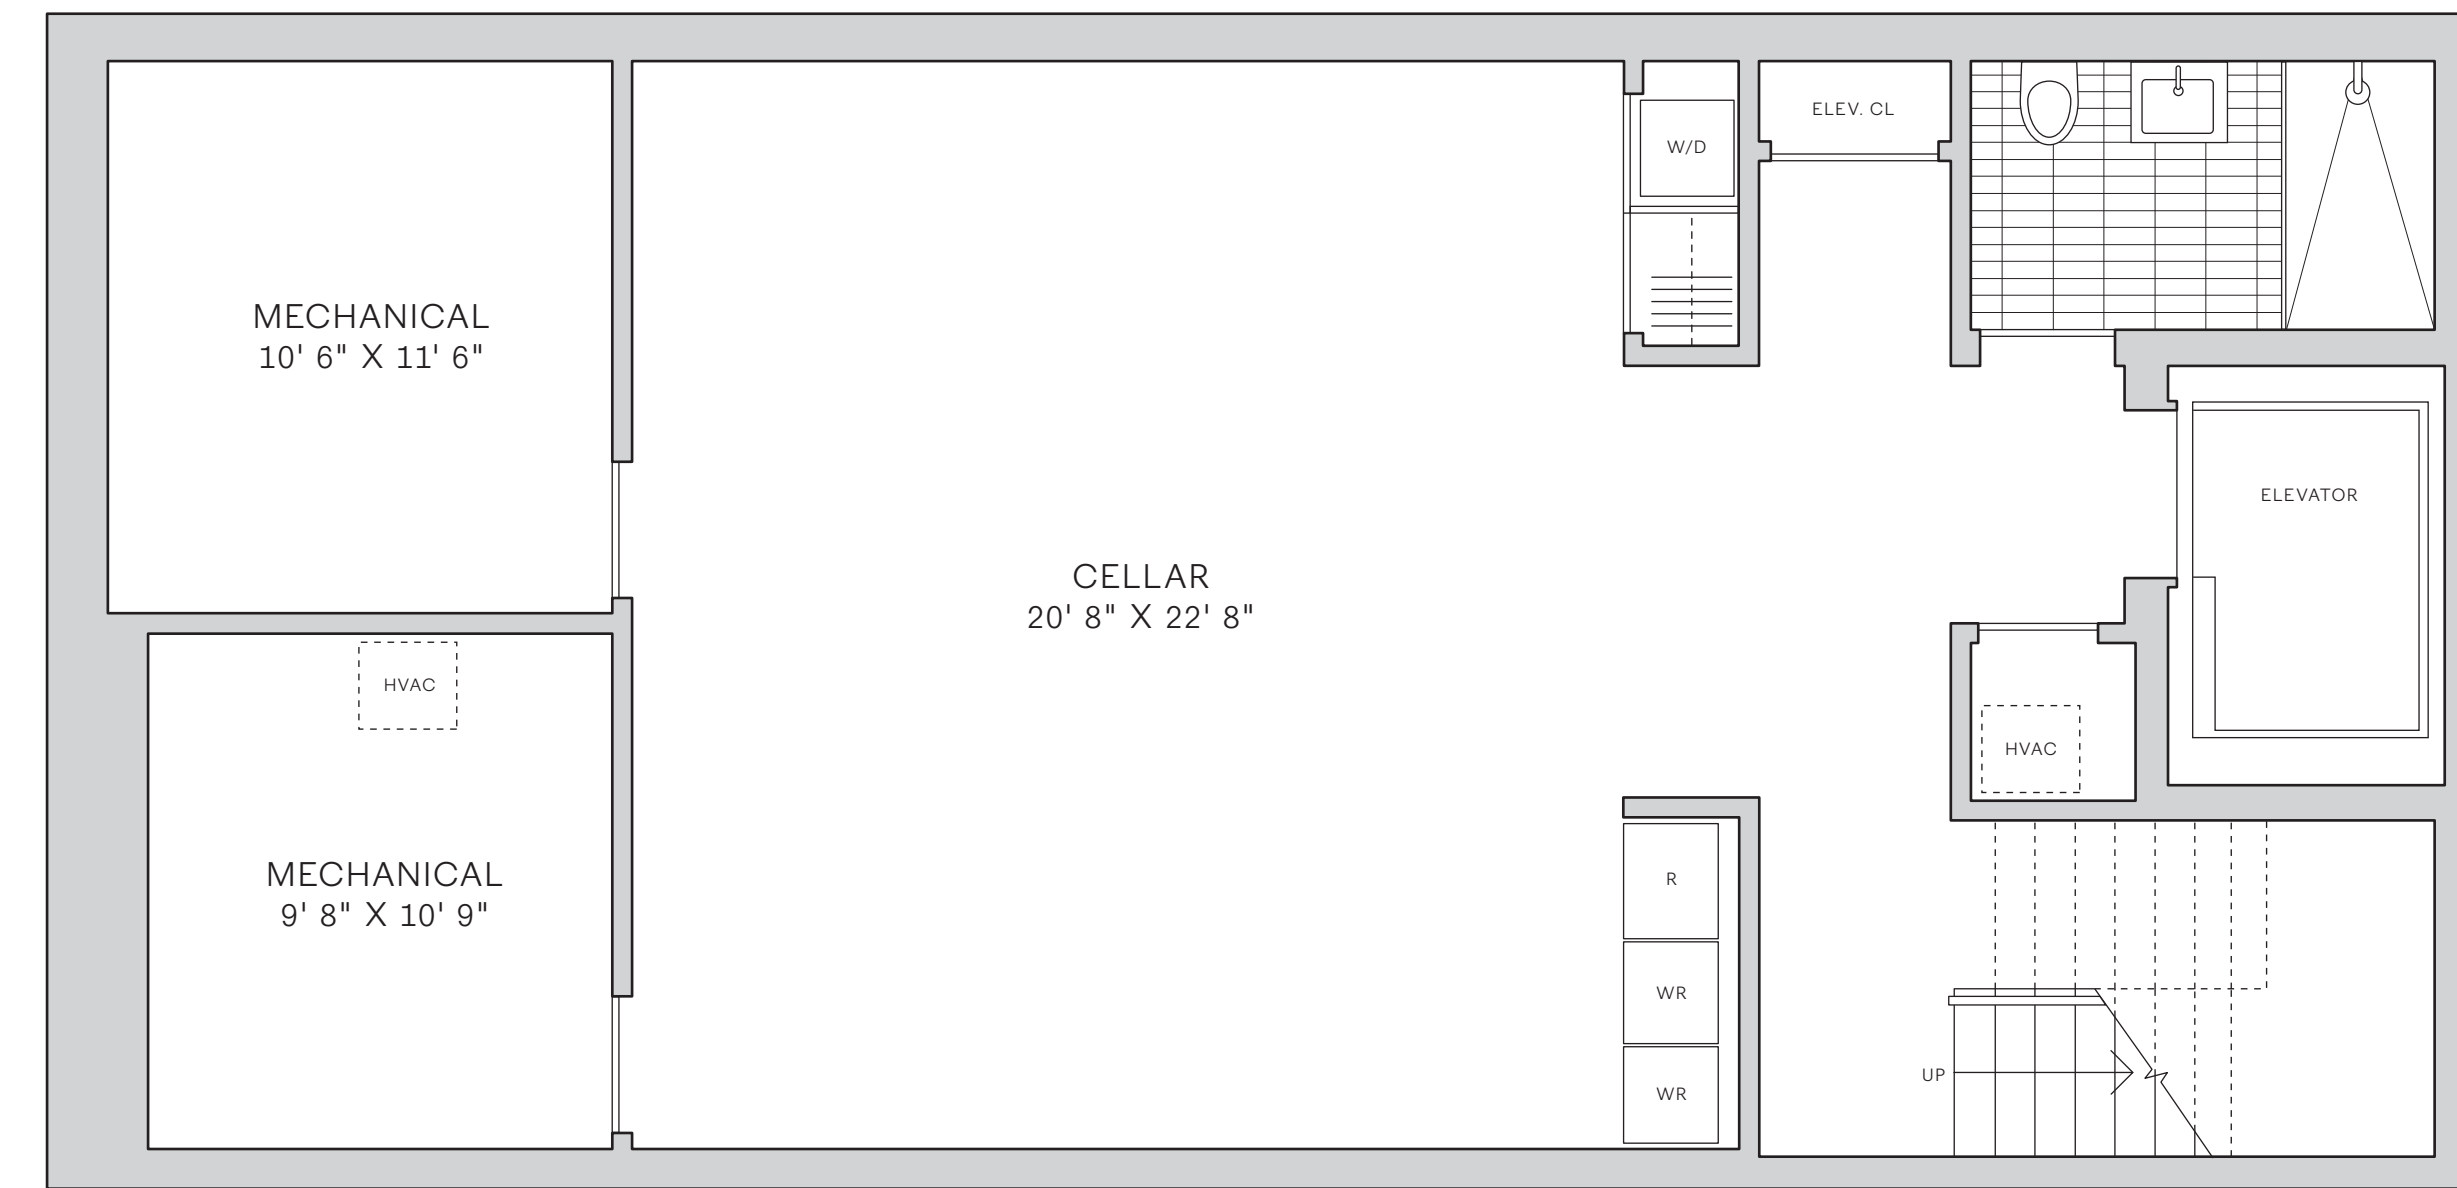 MECHANICAL
10' 6" X 11' 6"
HVAC
MECHANICAL
9' 8" X 10' 9"
CELLAR
20' 8" X 22' 8"
W/D
ELEV. CL
ELEVATOR
HVAC
R
WR
WR
UP